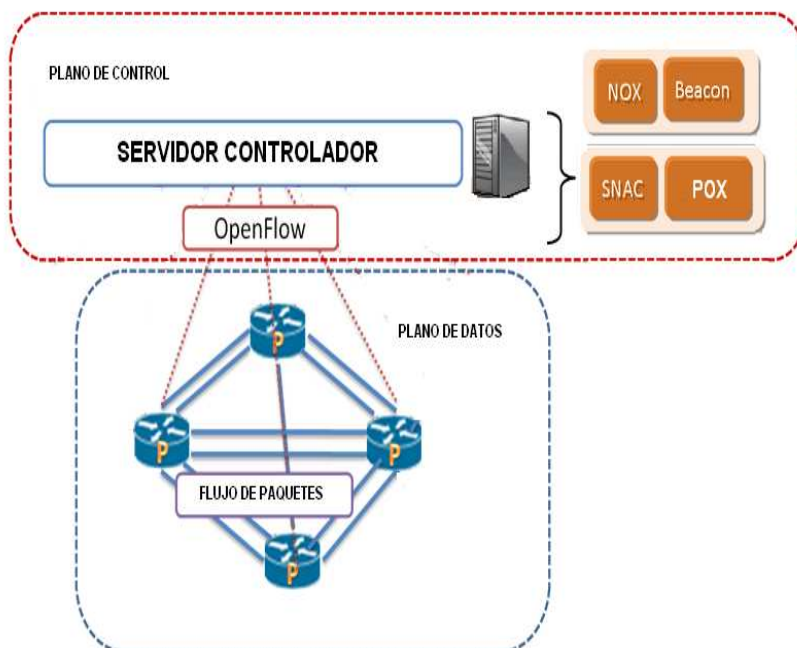 PLANO DE CONTROL
NOX
Beacon
SERVIDOR CONTROLADOR
SNAC
POX
OpenFlow
PLANO DE DATOS
P
P
P
FLUJO DE PAQUETES
P